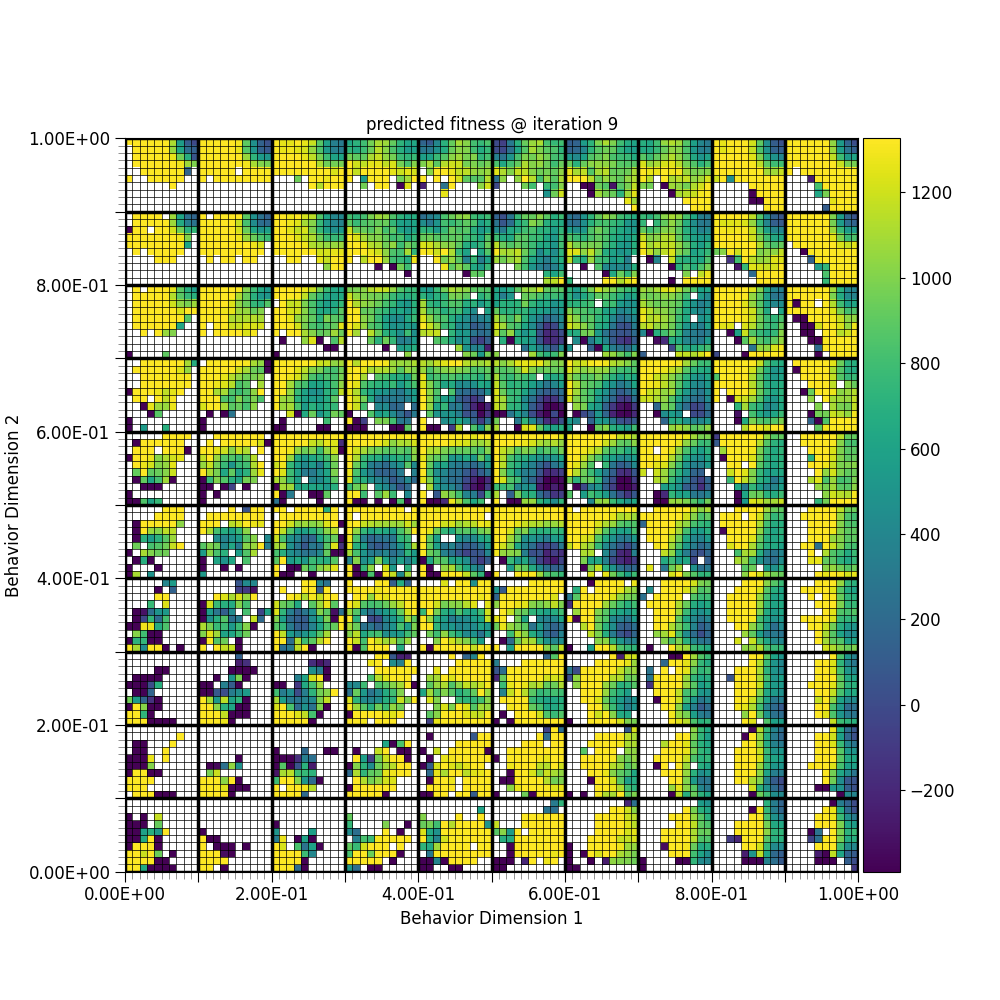 predicted fitness @ iteration 9
1.00E+00
8.00E-01
6.00E-01
4.00E-01
2.00E-01
0.00E+00
Behavior Dimension 2
0.00E+00 2.00E-01 4.00E-01 6.00E-01 8.00E-01 1.00E+00
Behavior Dimension 1
1200
1000
800
600
400
200
0
−200